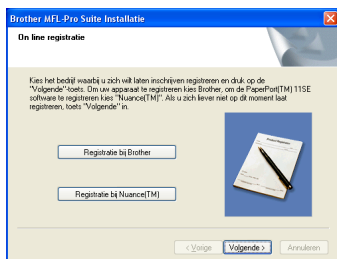 Brother MFL-Pro Suite Installatie
On line registratie
Kies het bedrijf waarbij u zich wilt laten inschrijven registreren en druk op de
"Volgende"-toets. Om uw apparaat te registreren kies Brother, om de PaperPort(TM) 11SE
software te registreren kies "Nuance(TM)". Als u zich liever niet op dit moment laat
registreren, toets "Volgende" in.
Registratie bij Brother
Registratie bij Nuance(TM)
< Vorige
Volgende >
Annuleren